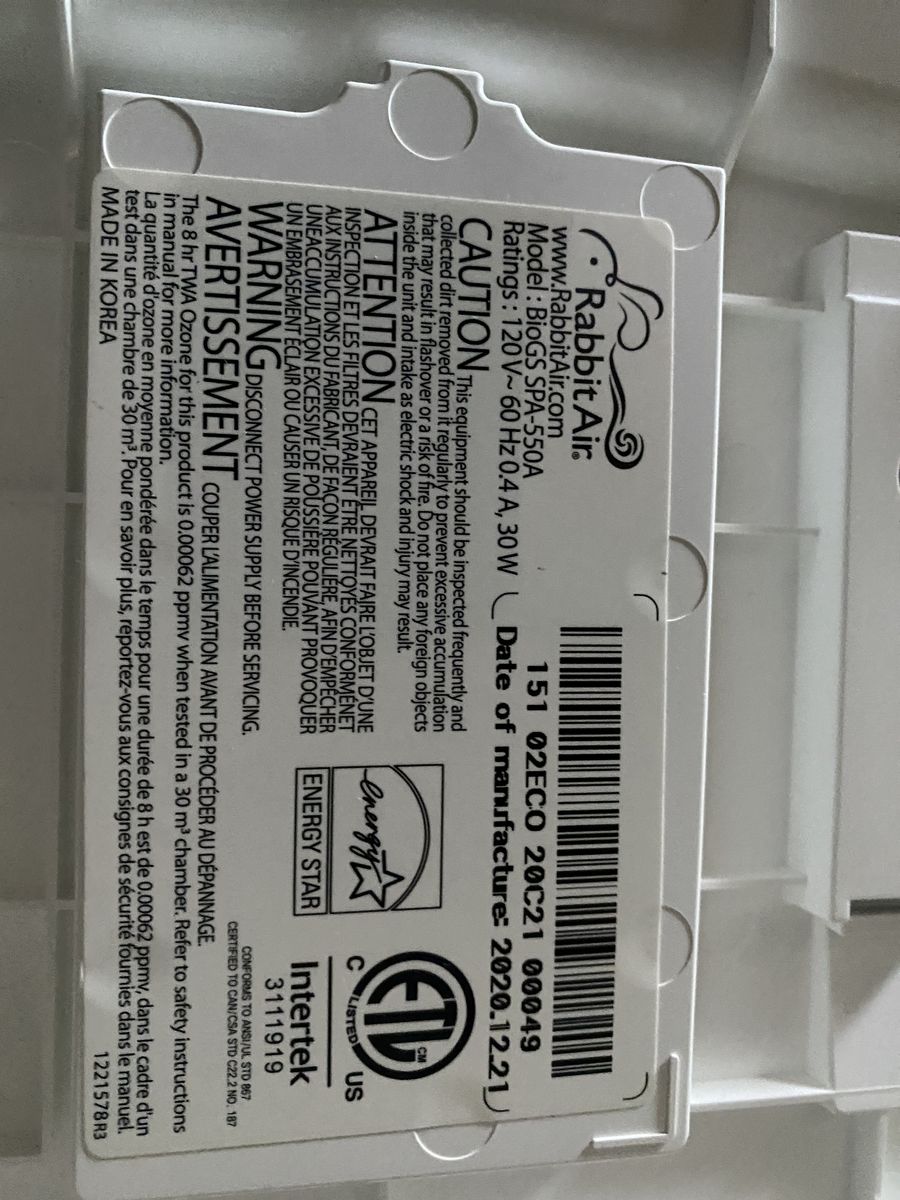 RabbitAir®
www.RabbitAir.com
Model : BioGS SPA-550A
Ratings : 120V~ 60 Hz 0.4 A, 30 W
151 02ECO 20C21 00049
Date of manufacture: 2020.12.21
CAUTION This equipment should be inspected frequently and
collected dirt removed from it regularly to prevent excessive accumulation
that may result in flashover or a risk of fire. Do not place any foreign objects
inside the unit and intake as electric shock and injury may result.
ATTENTION CET APPAREIL DEVRAIT FAIRE L'OBJET D'UNE
INSPECTION ET LES FILTRES DEVRAIENT ÊTRE NETTOYÉS CONFORMÉNET
AUX INSTRUCTIONS DU FABRICANT, DE FAÇON RÉGULIÈRE, AFIN D'EMPÊCHER
UNEACCUMULATION EXCESSIVE DE POUSSIÈRE POUVANT PROVOQUER
UN EMBRASEMENT ÉCLAIR OU CAUSER UN RISQUE D'INCENDIE.
WARNING DISCONNECT POWER SUPPLY BEFORE SERVICING.
AVERTISSEMENT COUPER L'ALIMENTATION AVANT DE PROCÉDER AU DÉPANNAGE.
energy
ENERGY STAR
ETL CM
C LISTED US
Intertek
3111919
CONFORMS TO ANSI/UL STD 867
CERTIFIED TO CAN/CSA STD C22.2 NO. 187
The 8 hr TWA Ozone for this product is 0.00062 ppmv when tested in a 30 m³ chamber. Refer to safety instructions
in manual for more information.
La quantité d'ozone en moyenne pondérée dans le temps pour une durée de 8 h est de 0,00062 ppmv, dans le cadre d'un
test dans une chambre de 30 m³. Pour en savoir plus, reportez-vous aux consignes de sécurité fournies dans le manuel.
MADE IN KOREA
1221578R3